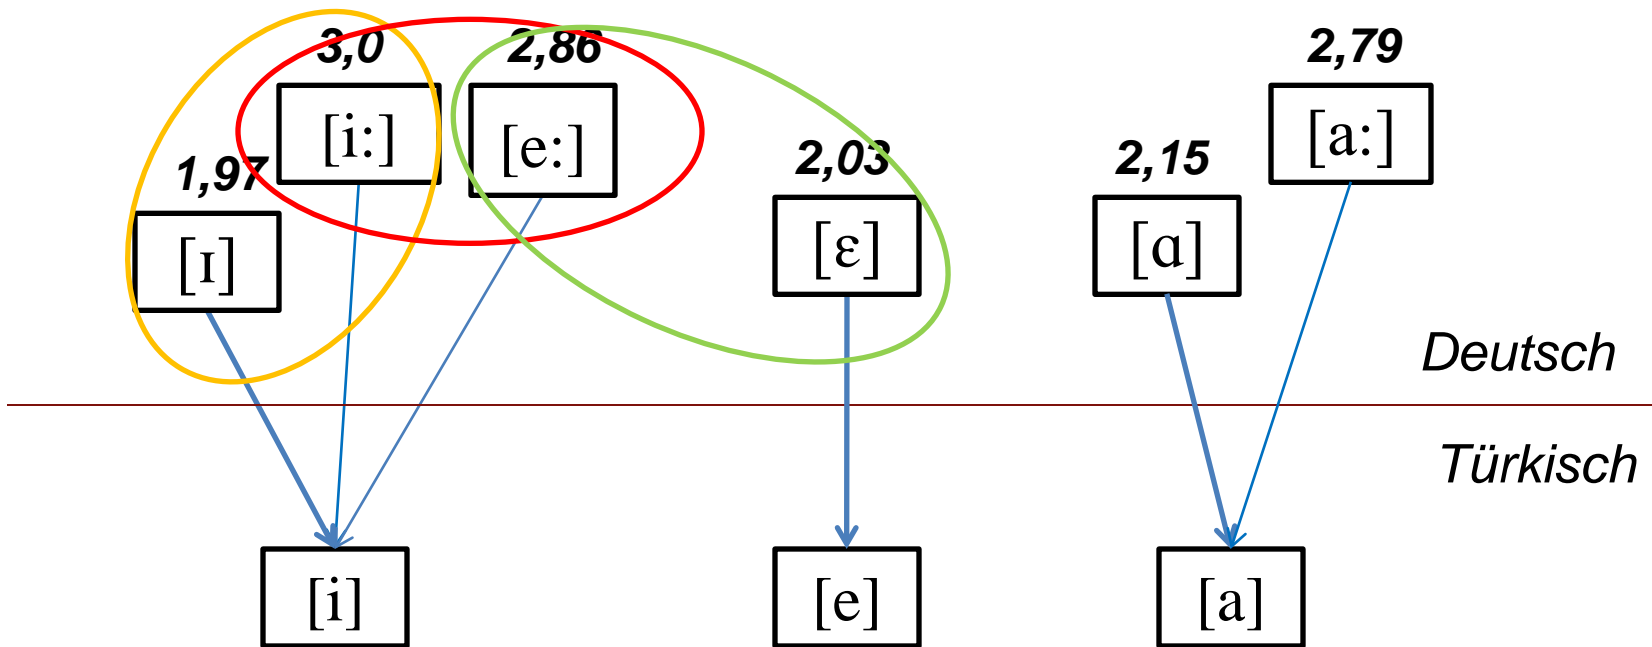 3,0
2,86
2,79
[i:]
[e:]
[a:]
1,97
2,03
2,15
[ɪ]
[ɛ]
[ɑ]
Deutsch
Türkisch
[i]
[e]
[a]